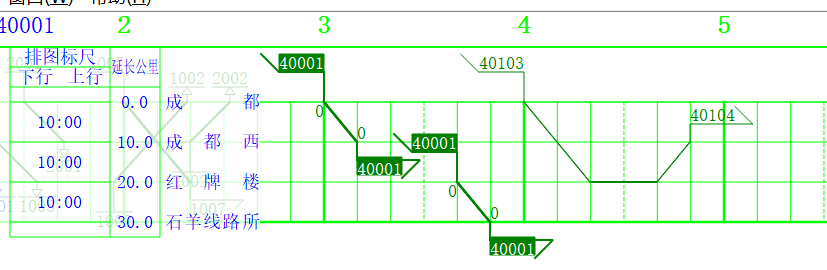 窗口(W) 帮助(H)
40001 2 3 4 5
排图标尺 延长公里
下行 上行
1002 2002
40001 40103
0.0 成都
0
40104
10:00
10.0 成都西
0 40001
10:00
40001
20.0 红牌楼
0
10:00
1007
30.0 石羊线路所
0
40001